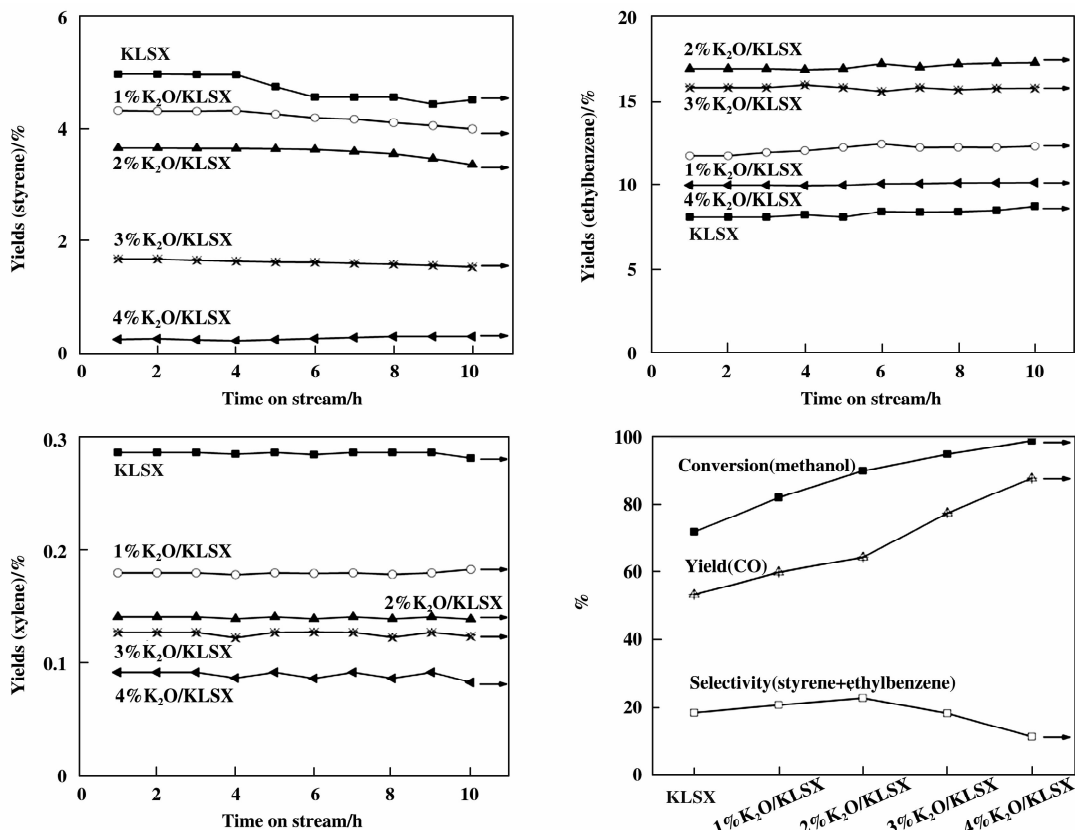 6
4
2
0
Yields (styrene)/%
KLSX
1%K₂O/KLSX
2%K₂O/KLSX
3%K₂O/KLSX
4%K₂O/KLSX
0 2 4 6 8 10
Time on stream/h
20
15
10
5
0
Yields (ethylbenzene)/%
2%K₂O/KLSX
3%K₂O/KLSX
1%K₂O/KLSX
4%K₂O/KLSX
KLSX
0 2 4 6 8 10
Time on stream/h
0.3
0.2
0.1
0
Yields (xylene)/%
KLSX
1%K₂O/KLSX
2%K₂O/KLSX
3%K₂O/KLSX
4%K₂O/KLSX
0 2 4 6 8 10
Time on stream/h
100
80
60
40
20
0
%
Conversion(methanol)
Yield(CO)
Selectivity(styrene+ethylbenzene)
KLSX
1%K₂O/KLSX
2%K₂O/KLSX
3%K₂O/KLSX
4%K₂O/KLSX